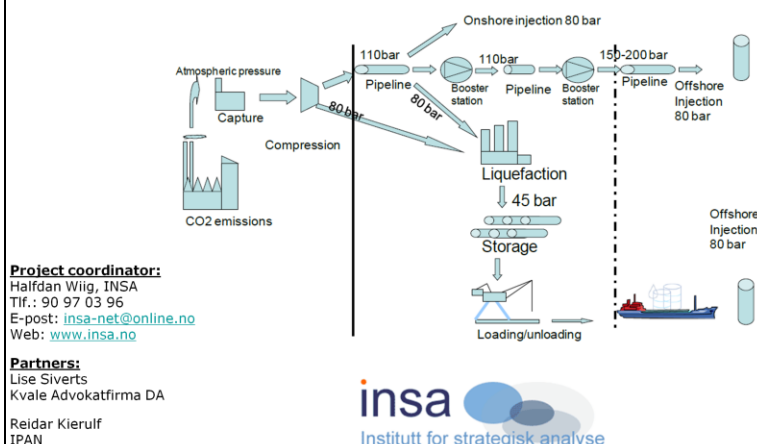 Onshore injection 80 bar
110bar
110bar
150-200 bar
Atmospheric pressure
Pipeline
Booster
station
Pipeline
Booster
station
Pipeline
Offshore
Injection
80 bar
Capture
80 bar
80 bar
Compression
Liquefaction
CO2 emissions
45 bar
Storage
Offshore
Injection
80 bar
Loading/unloading
Project coordinator:
Halfdan Wiig, INSA
Tlf.: 90 97 03 96
E-post: insa-net@online.no
Web: www.insa.no
Partners:
Lise Siverts
Kvale Advokatfirma DA
Reidar Kierulf
IPAN
insa
Institutt for strategisk analyse